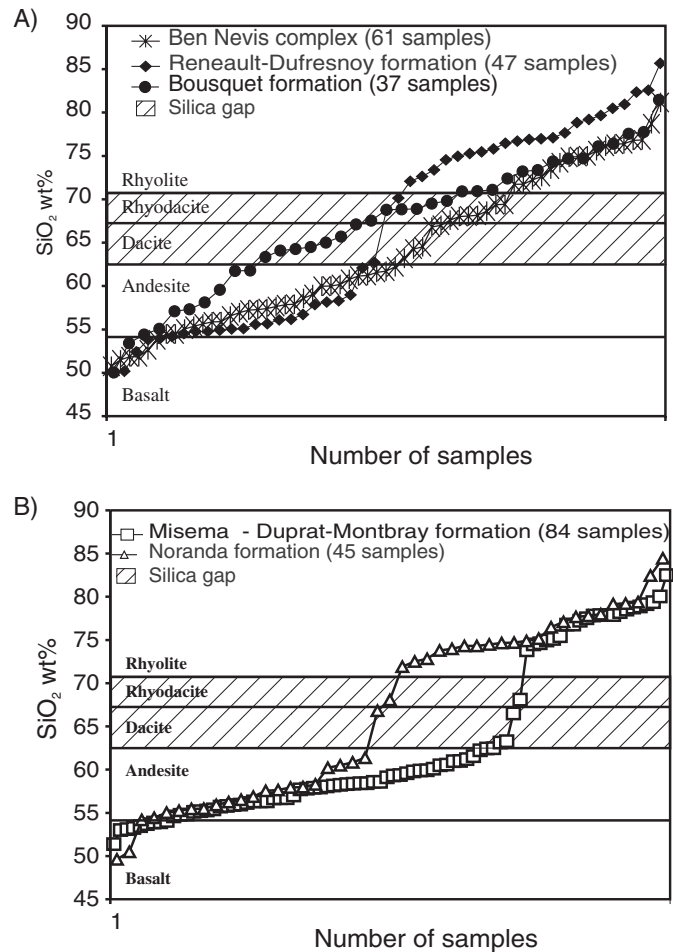 A)
90
Ben Nevis complex (61 samples)
85
Reneault-Dufresnoy formation (47 samples)
Bousquet formation (37 samples)
80
Silica gap
75
SiO2 wt%
Rhyolite
70
Rhyodacite
65
Dacite
60
Andesite
55
50
Basalt
45
1
Number of samples
B)
90
Misema - Duprat-Montbray formation (84 samples)
85
Noranda formation (45 samples)
Silica gap
80
75
SiO2 wt%
Rhyolite
70
Rhyodacite
65
Dacite
60
Andesite
55
50
Basalt
45
1
Number of samples